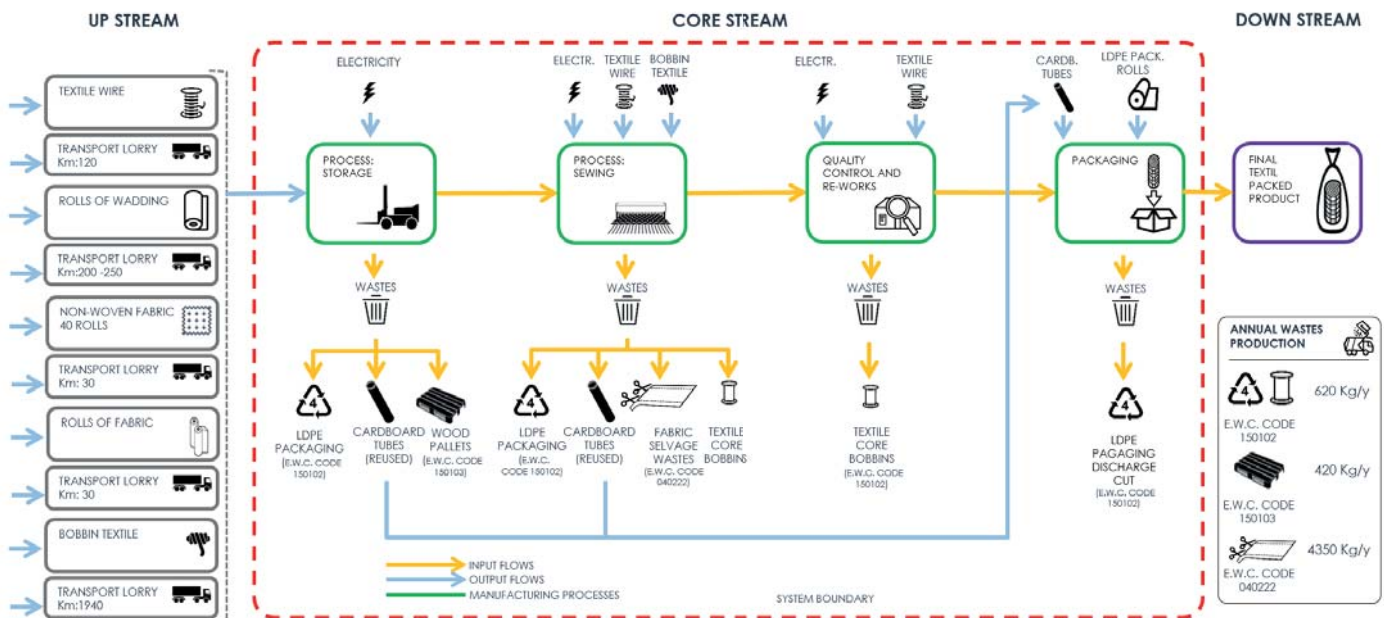 UP STREAM
CORE STREAM
DOWN STREAM
TEXTILE WIRE
TRANSPORT LORRY
Km:120
ROLLS OF WADDING
TRANSPORT LORRY
Km:200 -250
NON-WOVEN FABRIC
40 ROLLS
TRANSPORT LORRY
Km: 30
ROLLS OF FABRIC
TRANSPORT LORRY
Km: 30
BOBBIN TEXTILE
TRANSPORT LORRY
Km:1940
ELECTRICITY
PROCESS:
STORAGE
WASTES
4
LDPE
PACKAGING
(E.W.C. CODE
150102)
CARDBOARD
TUBES
(REUSED)
WOOD
PALLETS
(E.W.C. CODE
150103)
ELECTR.
TEXTILE
WIRE
BOBBIN
TEXTILE
PROCESS:
SEWING
WASTES
4
LDPE
PACKAGING
(E.W.C.
CODE 150102)
CARDBOARD
TUBES
(REUSED)
FABRIC
SELVAGE
WASTES
(E.W.C. CODE
040222)
TEXTILE
CORE
BOBBINS
ELECTR.
TEXTILE
WIRE
QUALITY
CONTROL AND
RE-WORKS
WASTES
TEXTILE
CORE
BOBBINS
(E.W.C. CODE
150102)
CARDB.
TUBES
LDPE PACK.
ROLLS
PACKAGING
WASTES
4
LDPE
PAGAGING
DISCHARGE
CUT
(E.W.C. CODE
150102)
FINAL
TEXTIL
PACKED
PRODUCT
ANNUAL WASTES
PRODUCTION
4
620 Kg/y
E.W.C. CODE
150102
420 Kg/y
E.W.C. CODE
150103
4350 Kg/y
E.W.C. CODE
040222
INPUT FLOWS
OUTPUT FLOWS
MANUFACTURING PROCESSES
SYSTEM BOUNDARY